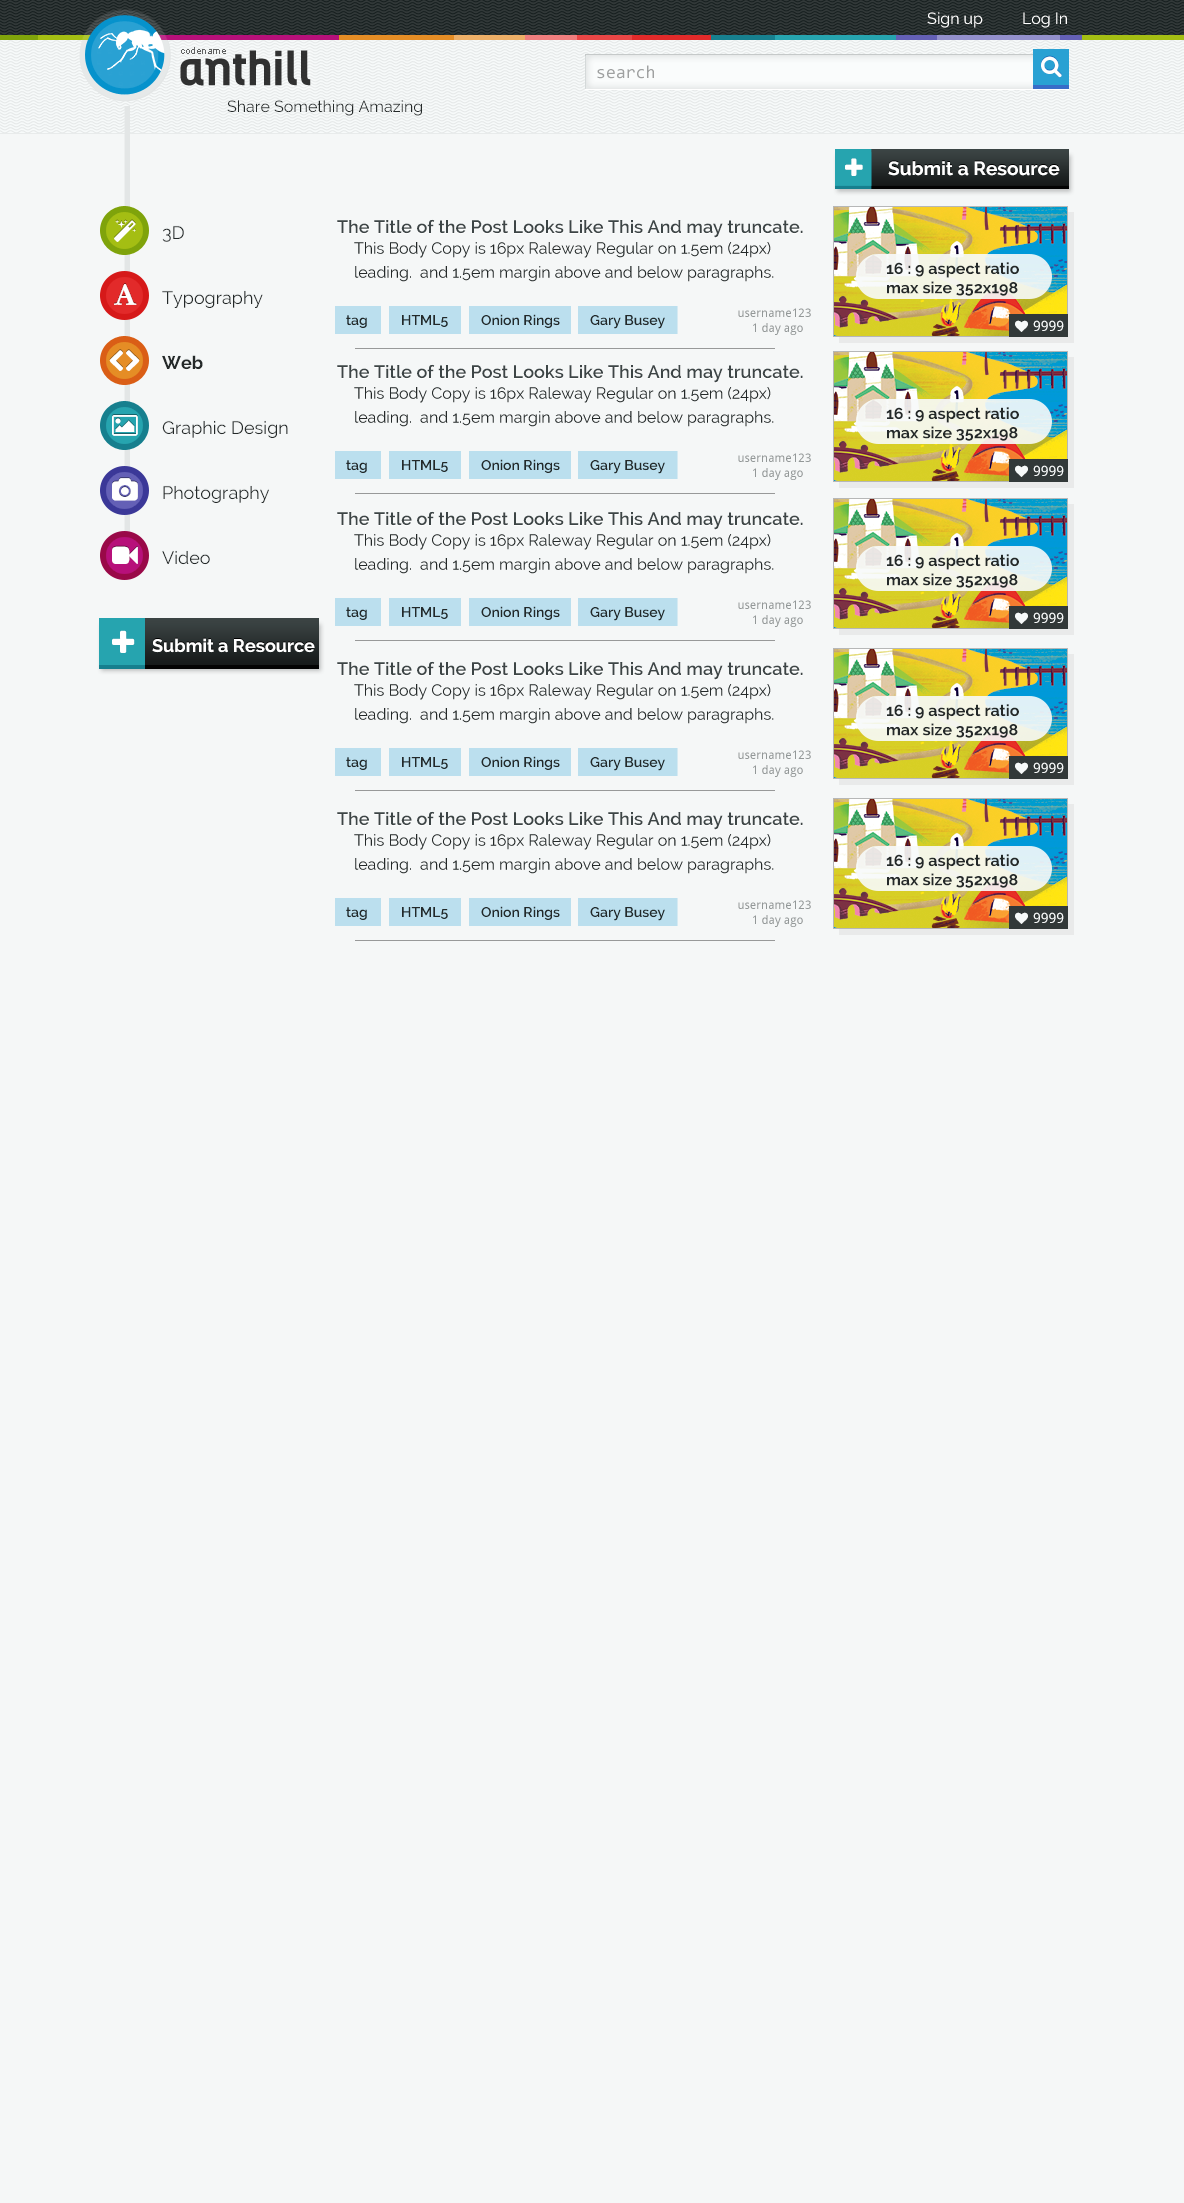 Sign up Log In
codename
anthill
search
Share Something Amazing
+ Submit a Resource
3D
Typography
Web
Graphic Design
Photography
Video
+ Submit a Resource
The Title of the Post Looks Like This And may truncate.
This Body Copy is 16px Raleway Regular on 1.5em (24px)
leading.  and 1.5em margin above and below paragraphs.
tag HTML5 Onion Rings Gary Busey
username123
1 day ago
16 : 9 aspect ratio
max size 352x198
9999
The Title of the Post Looks Like This And may truncate.
This Body Copy is 16px Raleway Regular on 1.5em (24px)
leading.  and 1.5em margin above and below paragraphs.
tag HTML5 Onion Rings Gary Busey
username123
1 day ago
16 : 9 aspect ratio
max size 352x198
9999
The Title of the Post Looks Like This And may truncate.
This Body Copy is 16px Raleway Regular on 1.5em (24px)
leading.  and 1.5em margin above and below paragraphs.
tag HTML5 Onion Rings Gary Busey
username123
1 day ago
16 : 9 aspect ratio
max size 352x198
9999
The Title of the Post Looks Like This And may truncate.
This Body Copy is 16px Raleway Regular on 1.5em (24px)
leading.  and 1.5em margin above and below paragraphs.
tag HTML5 Onion Rings Gary Busey
username123
1 day ago
16 : 9 aspect ratio
max size 352x198
9999
The Title of the Post Looks Like This And may truncate.
This Body Copy is 16px Raleway Regular on 1.5em (24px)
leading.  and 1.5em margin above and below paragraphs.
tag HTML5 Onion Rings Gary Busey
username123
1 day ago
16 : 9 aspect ratio
max size 352x198
9999